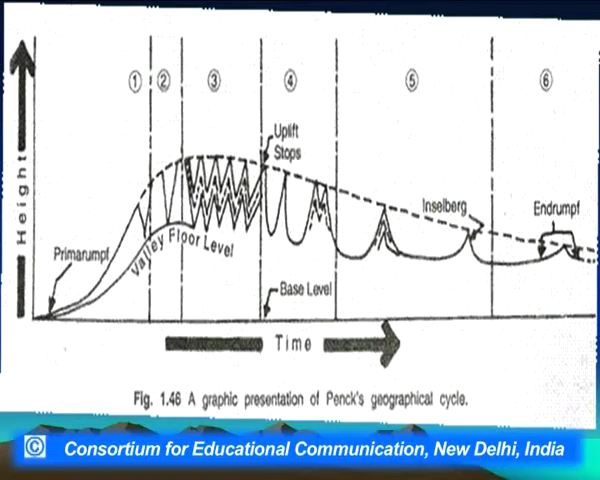 ① ② ③ ④ ⑤ ⑥
Uplift
Stops
Height
Inselberg
Endrumpf
Primarumpf
Valley Floor Level
Base Level
Time
Fig. 1.46 A graphic presentation of Penck's geographical cycle.
© Consortium for Educational Communication, New Delhi, India